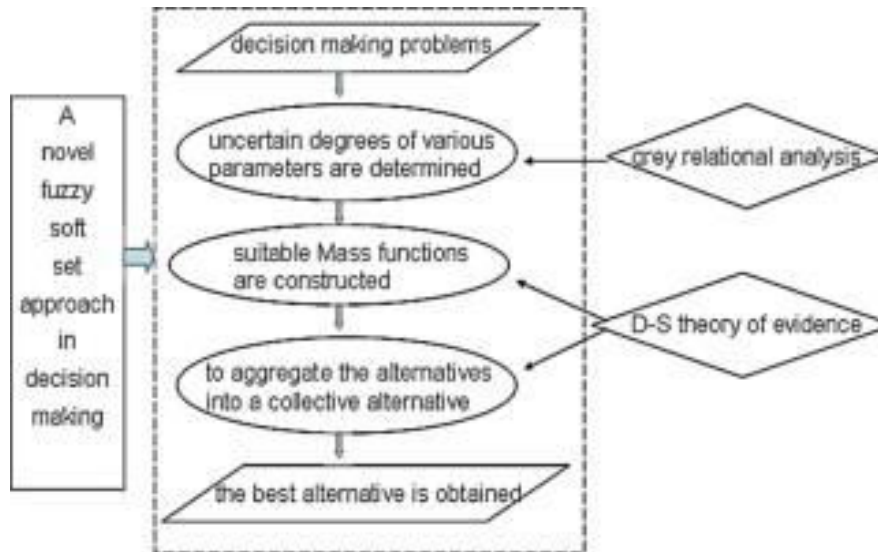 A
novel
fuzzy
soft
set
approach
in
decision
making
decision making problems
uncertain degrees of various
parameters are determined
suitable Mass functions
are constructed
to aggregate the alternatives
into a collective alternative
the best alternative is obtained
grey relational analysis
D-S theory of evidence